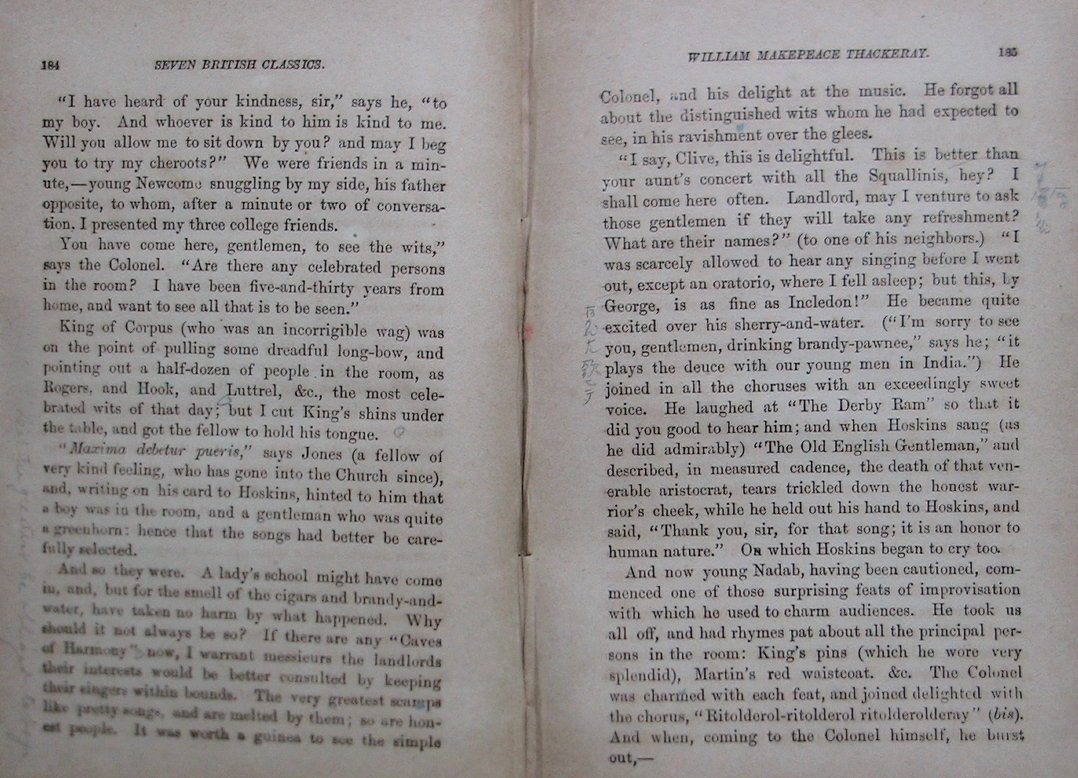 184
SEVEN BRITISH CLASSICS.
"I have heard of your kindness, sir," says he, "to
my boy. And whoever is kind to him is kind to me.
Will you allow me to sit down by you? and may I beg
you to try my cheroots?" We were friends in a min-
ute,—young Newcome snuggling by my side, his father
opposite, to whom, after a minute or two of conversa-
tion, I presented my three college friends.
You have come here, gentlemen, to see the wits,"
says the Colonel. "Are there any celebrated persons
in the room? I have been five-and-thirty years from
home, and want to see all that is to be seen."
King of Corpus (who was an incorrigible wag) was
on the point of pulling some dreadful long-bow, and
pointing out a half-dozen of people in the room, as
Rogers, and Hook, and Luttrel, &c., the most cele-
brated wits of that day; but I cut King's shins under
the table, and got the fellow to hold his tongue.
"Maxima debetur pueris," says Jones (a fellow of
very kind feeling, who has gone into the Church since),
and, writing on his card to Hoskins, hinted to him that
a boy was in the room, and a gentleman who was quite
a greenhorn: hence that the songs had better be care-
fully selected.
And so they were. A lady's school might have come
in, and, but for the smell of the cigars and brandy-and-
water, have taken no harm by what happened. Why
should it not always be so? If there are any "Caves
of Harmony" now, I warrant messieurs the landlords
their interests would be better consulted by keeping
their singers within bounds. The very greatest scamps
like pretty songs, and are melted by them; so are hon-
est people. It was worth a guinea to see the simple
WILLIAM MAKEPEACE THACKERAY.
185
Colonel, and his delight at the music. He forgot all
about the distinguished wits whom he had expected to
see, in his ravishment over the glees.
"I say, Clive, this is delightful. This is better than
your aunt's concert with all the Squallinis, hey? I
shall come here often. Landlord, may I venture to ask
those gentlemen if they will take any refreshment?
What are their names?" (to one of his neighbors.) "I
was scarcely allowed to hear any singing before I went
out, except an oratorio, where I fell asleep; but this, by
George, is as fine as Incledon!" He became quite
excited over his sherry-and-water. ("I'm sorry to see
you, gentlemen, drinking brandy-pawnee," says he; "it
plays the deuce with our young men in India.") He
joined in all the choruses with an exceedingly sweet
voice. He laughed at "The Derby Ram" so that it
did you good to hear him; and when Hoskins sang (as
he did admirably) "The Old English Gentleman," and
described, in measured cadence, the death of that ven-
erable aristocrat, tears trickled down the honest war-
rior's cheek, while he held out his hand to Hoskins, and
said, "Thank you, sir, for that song; it is an honor to
human nature." On which Hoskins began to cry too.
And now young Nadab, having been cautioned, com-
menced one of those surprising feats of improvisation
with which he used to charm audiences. He took us
all off, and had rhymes pat about all the principal per-
sons in the room: King's pins (which he wore very
splendid), Martin's red waistcoat. &c. The Colonel
was charmed with each feat, and joined delighted with
the chorus, "Ritolderol-ritolderol ritolderolderay" (bis).
And when, coming to the Colonel himself, he burst
out,—